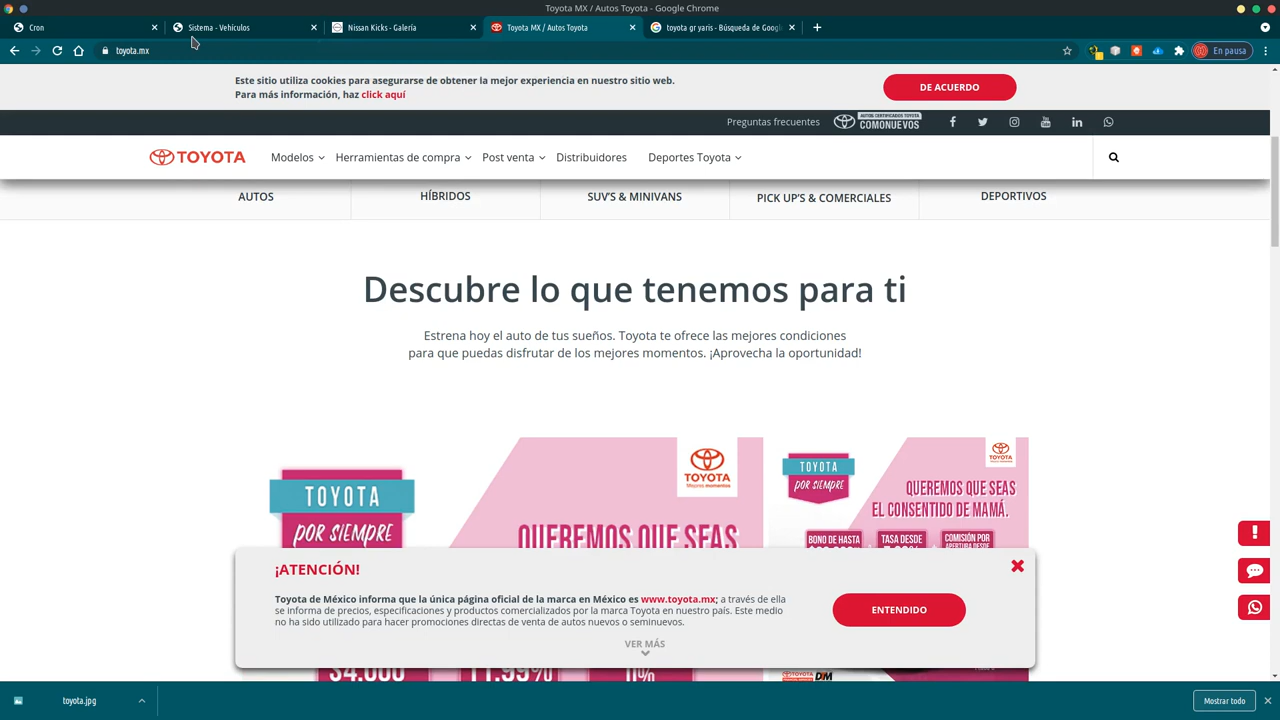 Toyota MX / Autos Toyota - Google Chrome
Cron
Sistema - Vehículos
Nissan Kicks - Galería
Toyota MX / Autos Toyota
toyota gr yaris - Búsqueda de Goog
toyota.mx
En pausa
Este sitio utiliza cookies para asegurarse de obtener la mejor experiencia en nuestro sitio web.
Para más información, haz click aquí
DE ACUERDO
Preguntas frecuentes
AUTOS CERTIFICADOS TOYOTA
COMONUEVOS
TOYOTA
Modelos
Herramientas de compra
Post venta
Distribuidores
Deportes Toyota
AUTOS
HÍBRIDOS
SUV'S & MINIVANS
PICK UP'S & COMERCIALES
DEPORTIVOS
Descubre lo que tenemos para ti
Estrena hoy el auto de tus sueños. Toyota te ofrece las mejores condiciones
para que puedas disfrutar de los mejores momentos. ¡Aprovecha la oportunidad!
TOYOTA
POR SIEMPRE
TOYOTA
QUEREMOS QUE SEAS
TOYOTA
POR SIEMPRE
TOYOTA
QUEREMOS QUE SEAS
EL CONSENTIDO DE MAMÁ.
BONO DE HASTA
TASA DESDE
COMISIÓN POR
APERTURA DESDE
¡ATENCIÓN!
Toyota de México informa que la única página oficial de la marca en México es www.toyota.mx; a través de ella
se informa de precios, especificaciones y productos comercializados por la marca Toyota en nuestro país. Este medio
no ha sido utilizado para hacer promociones directas de venta de autos nuevos o seminuevos.
VER MÁS
ENTENDIDO
$4,000
11.99%
0%
toyota.jpg
Mostrar todo